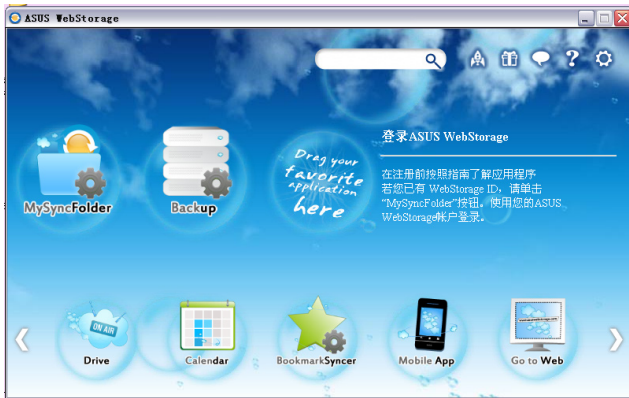 ASUS WebStorage
登录ASUS WebStorage
在注册前按照指南了解应用程序
若您已有 WebStorage ID，请单击
“MySyncFolder”按钮。使用您的ASUS
WebStorage帐户登录。
Drag your
favorite
application
here
MySyncFolder
Backup
ON AIR
Drive
Calendar
BookmarkSyncer
Mobile App
Go to Web